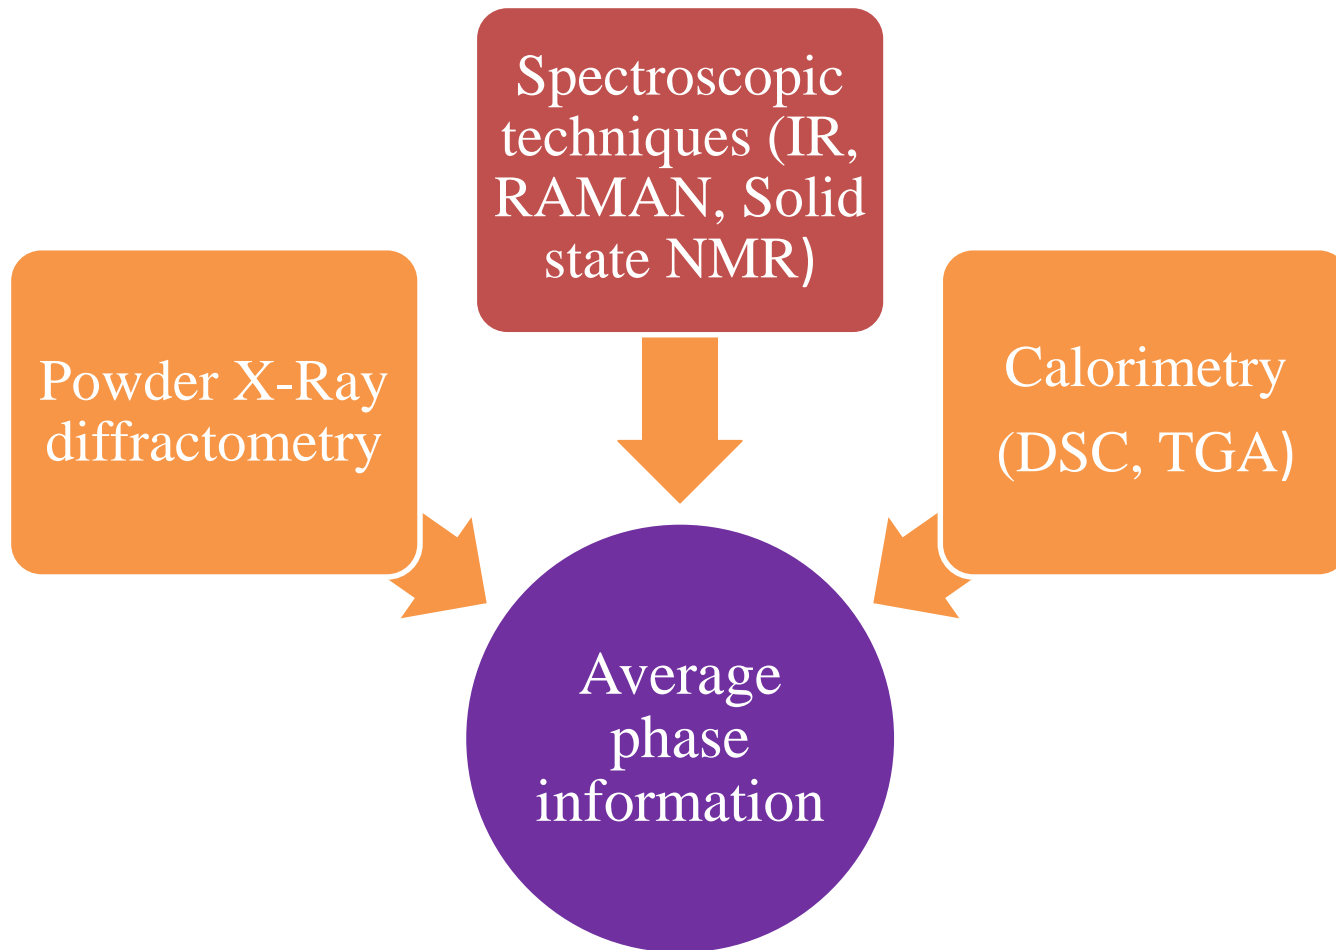 Spectroscopic
techniques (IR,
RAMAN, Solid
state NMR)
Powder X-Ray
diffractometry
Calorimetry
(DSC, TGA)
Average
phase
information